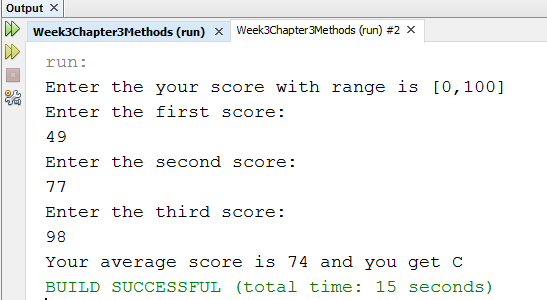 Output
Week3Chapter3Methods (run) Week3Chapter3Methods (run) #2
run:
Enter the your score with range is [0,100]
Enter the first score:
49
Enter the second score:
77
Enter the third score:
98
Your average score is 74 and you get C
BUILD SUCCESSFUL (total time: 15 seconds)